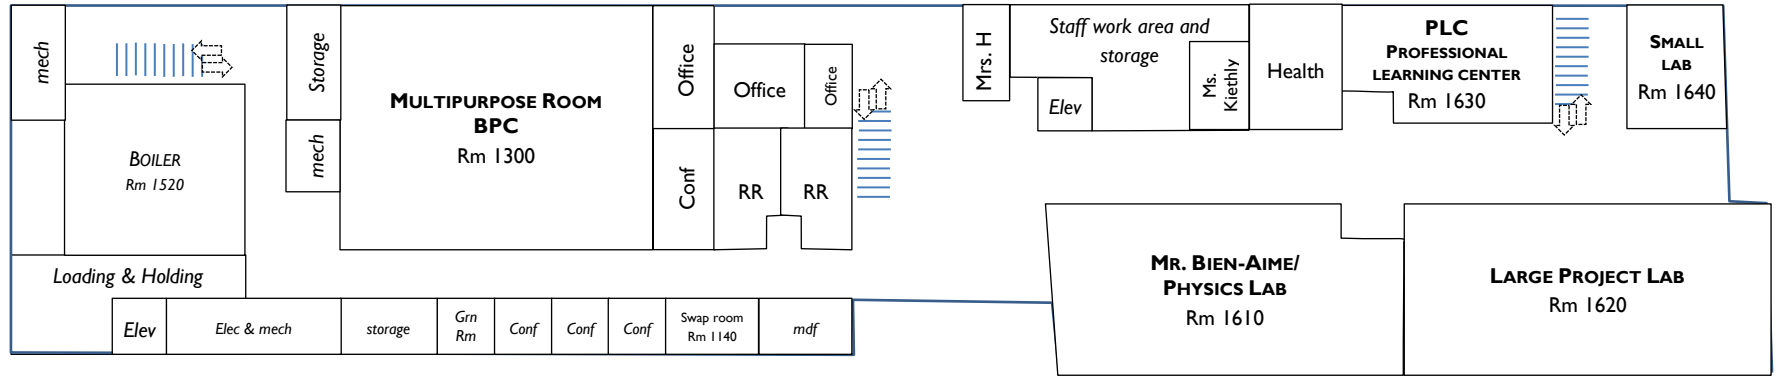 mech
BOILER
Rm 1520
Loading & Holding
Storage
mech
MULTIPURPOSE ROOM
BPC
Rm 1300
Office
Conf
Office
Office
RR
RR
Elev
Elec & mech
storage
Grn
Rm
Conf
Conf
Conf
Swap room
Rm 1140
mdf
Mrs. H
Staff work area and
storage
Elev
Ms.
Kiethly
Health
PLC
PROFESSIONAL
LEARNING CENTER
Rm 1630
SMALL
LAB
Rm 1640
MR. BIEN-AIME/
PHYSICS LAB
Rm 1610
LARGE PROJECT LAB
Rm 1620